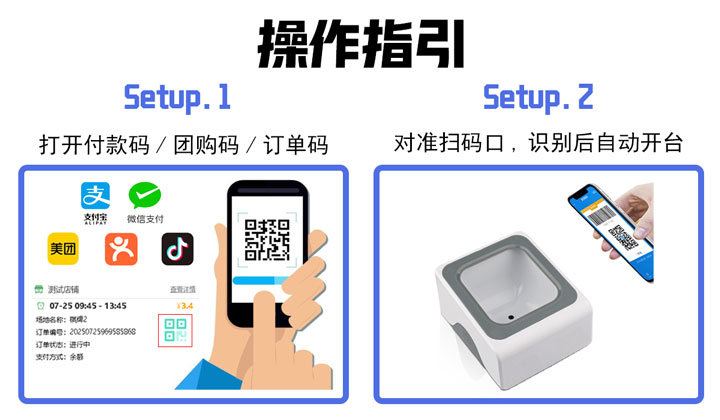 操作指引
Setup.1
打开付款码 / 团购码 / 订单码
支付宝
ALIPAY
微信支付
美团
测试店铺
查看详情
07-25 09:45 - 13:45
¥3.4
场地名称：棋牌2
订单编号：20250725969585868
订单状态：进行中
支付方式：余额
Setup.2
对准扫码口，识别后自动开台